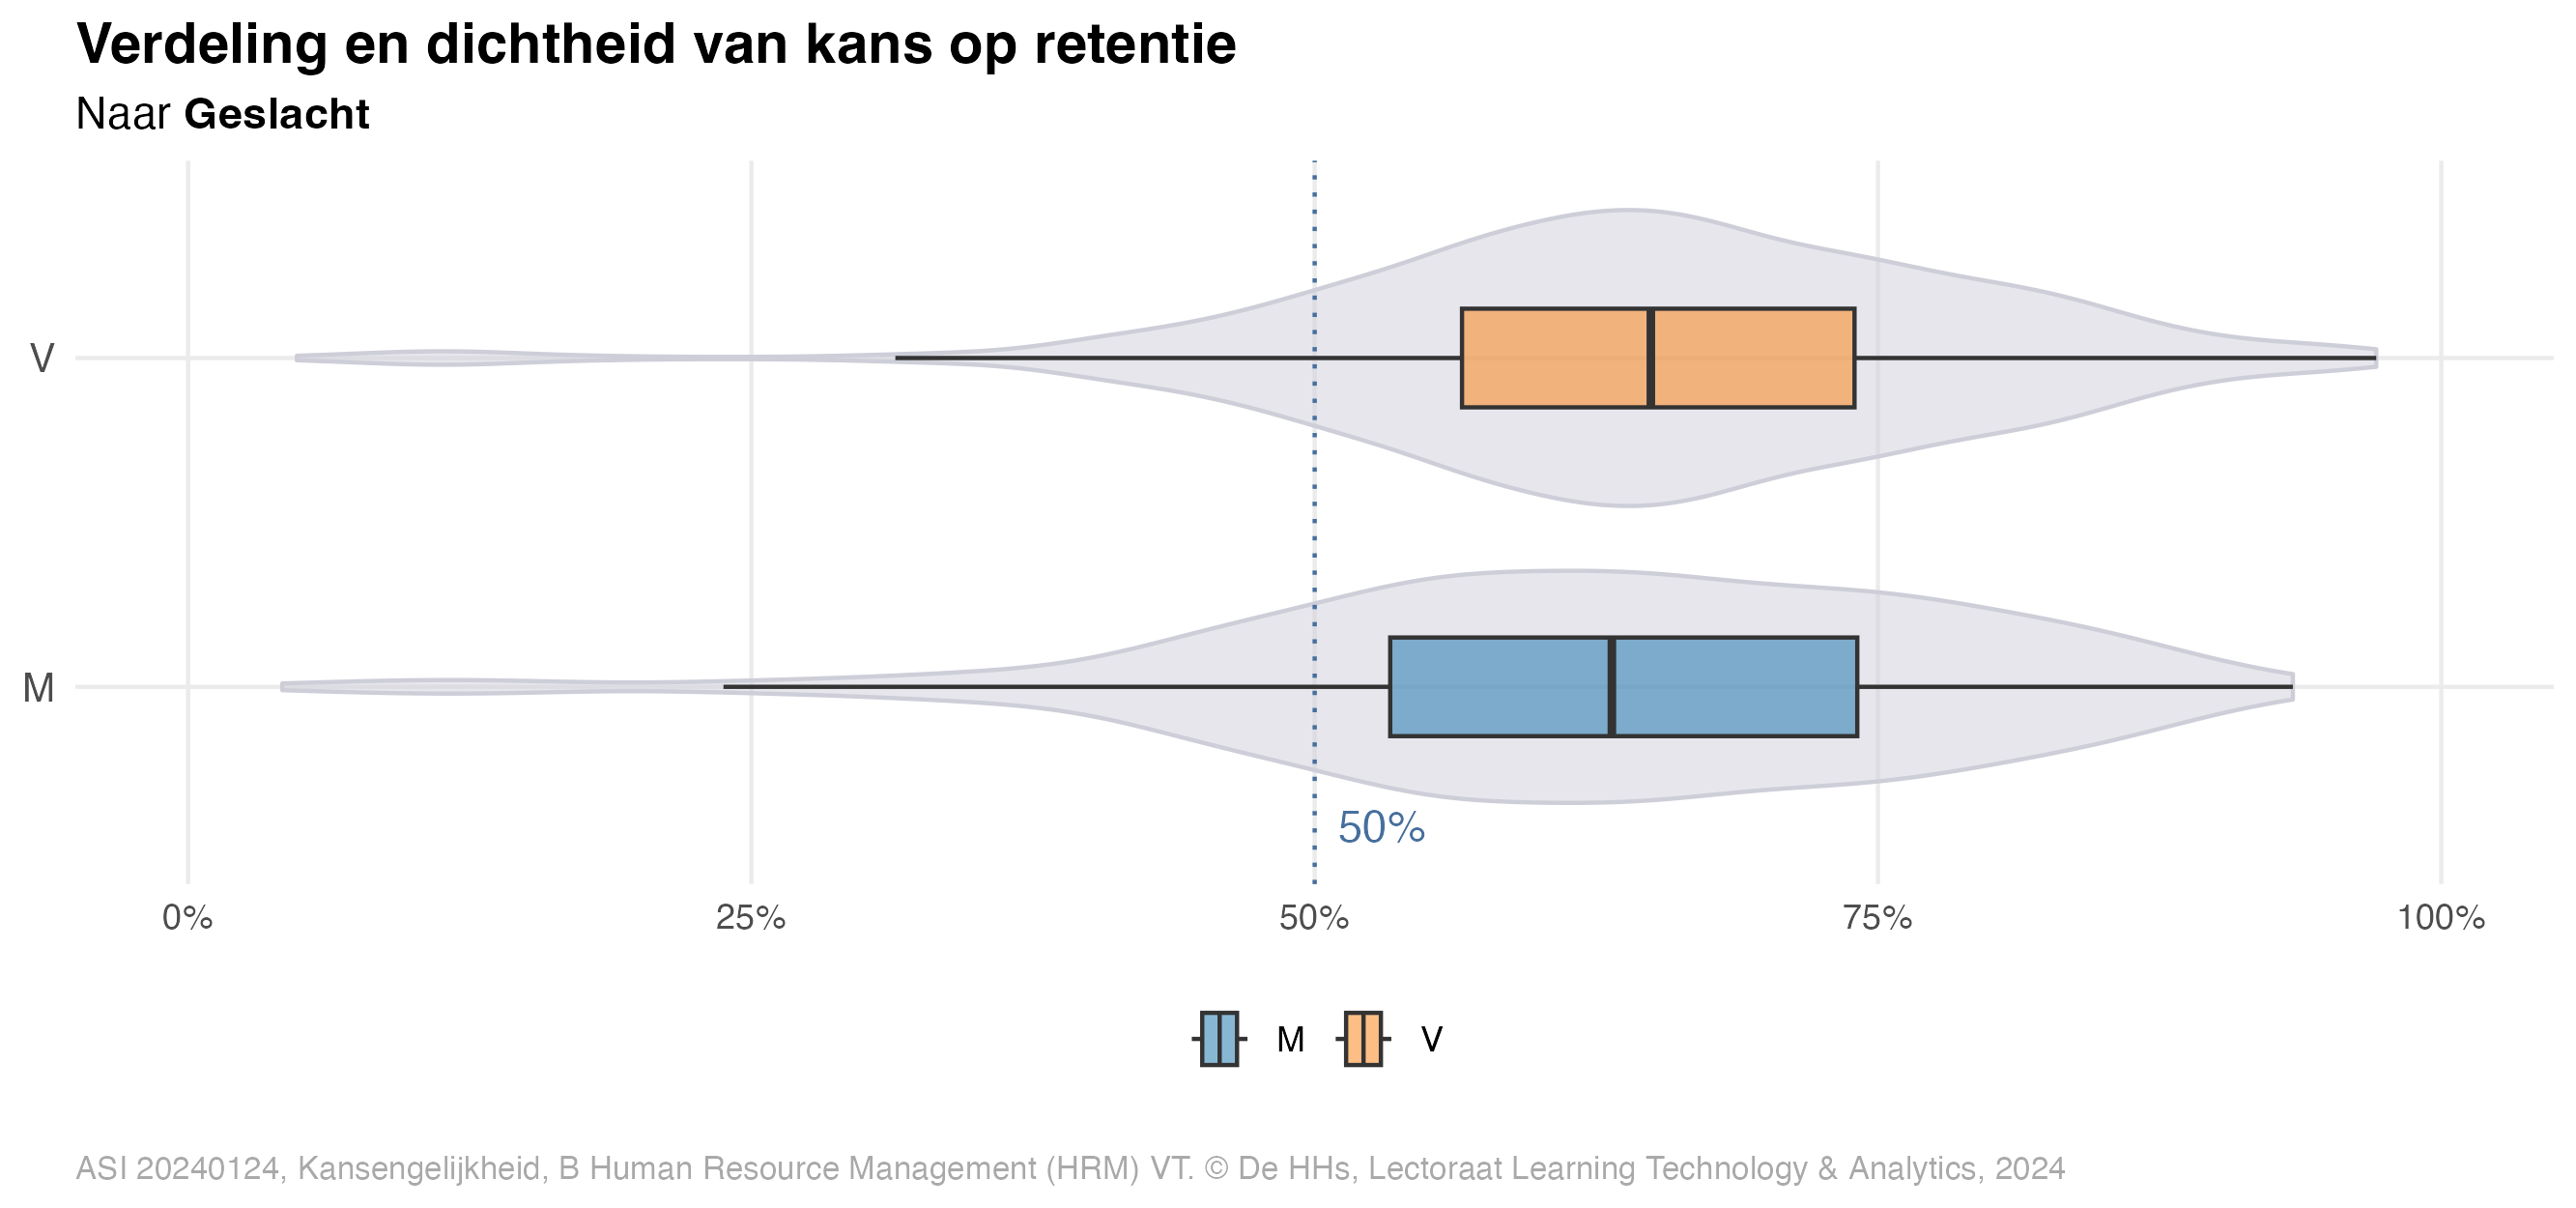 Verdeling en dichtheid van kans op retentie
Naar Geslacht
V
M
50%
0% 25% 50% 75% 100%
M V
ASI 20240124, Kansengelijkheid, B Human Resource Management (HRM) VT. © De HHs, Lectoraat Learning Technology & Analytics, 2024